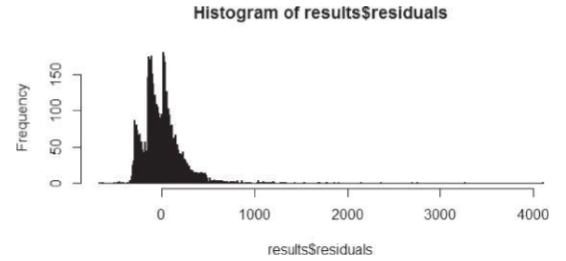 Histogram of results$residuals
Frequency
150
100
50
0
0 1000 2000 3000 4000
results$residuals